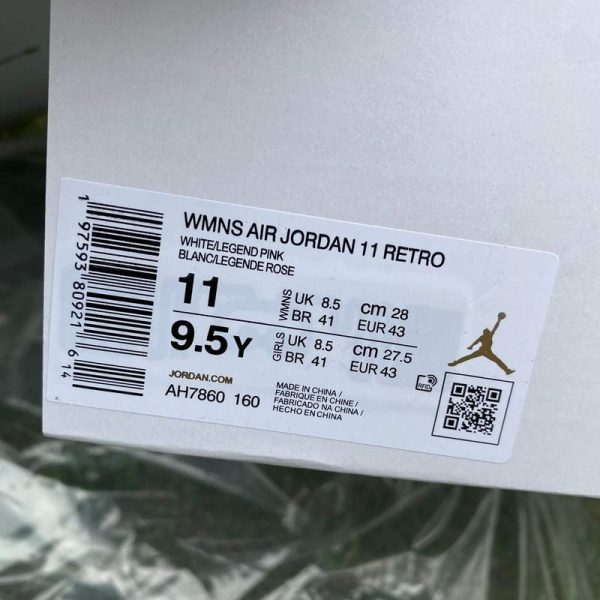 WMNS AIR JORDAN 11 RETRO
WHITE/LEGEND PINK
BLANC/LEGENDE ROSE
11
WMNS
UK 8.5 cm 28
BR 41 EUR 43
9.5Y
GIRLS
UK 8.5 cm 27.5
BR 41 EUR 43
JORDAN.COM
AH7860 160
MADE IN CHINA /
FABRIQUE EN CHINE /
FABRICADO NA CHINA /
HECHO EN CHINA
RFID
1 97593 80921 614